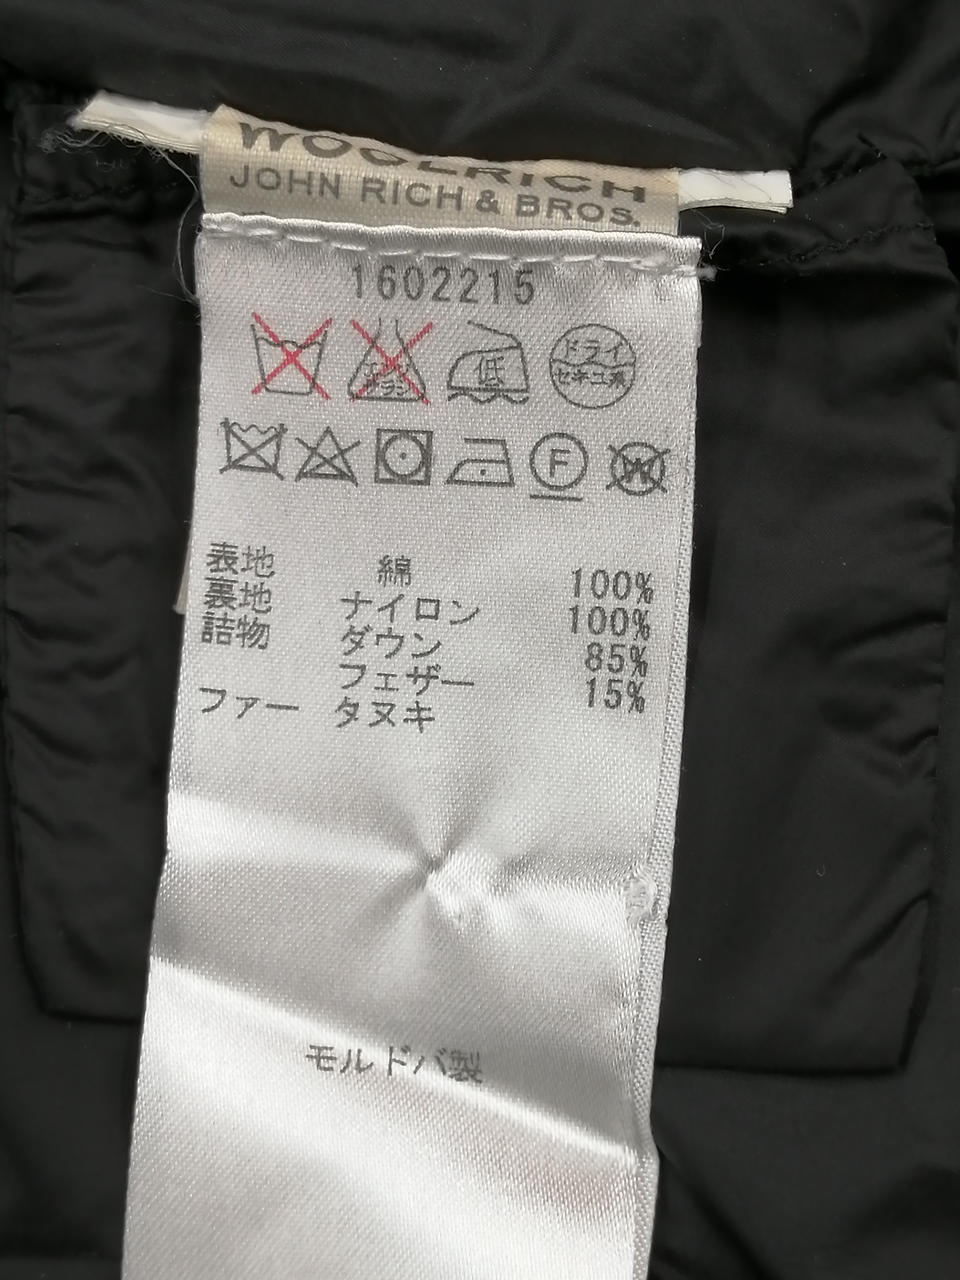 WOOLRICH
JOHN RICH & BROS.
1602215
低
ドライ
セキユ系
F
W
表地 綿 100%
裏地 ナイロン 100%
詰物 ダウン 85%
フェザー 15%
ファー タヌキ
モルドバ製